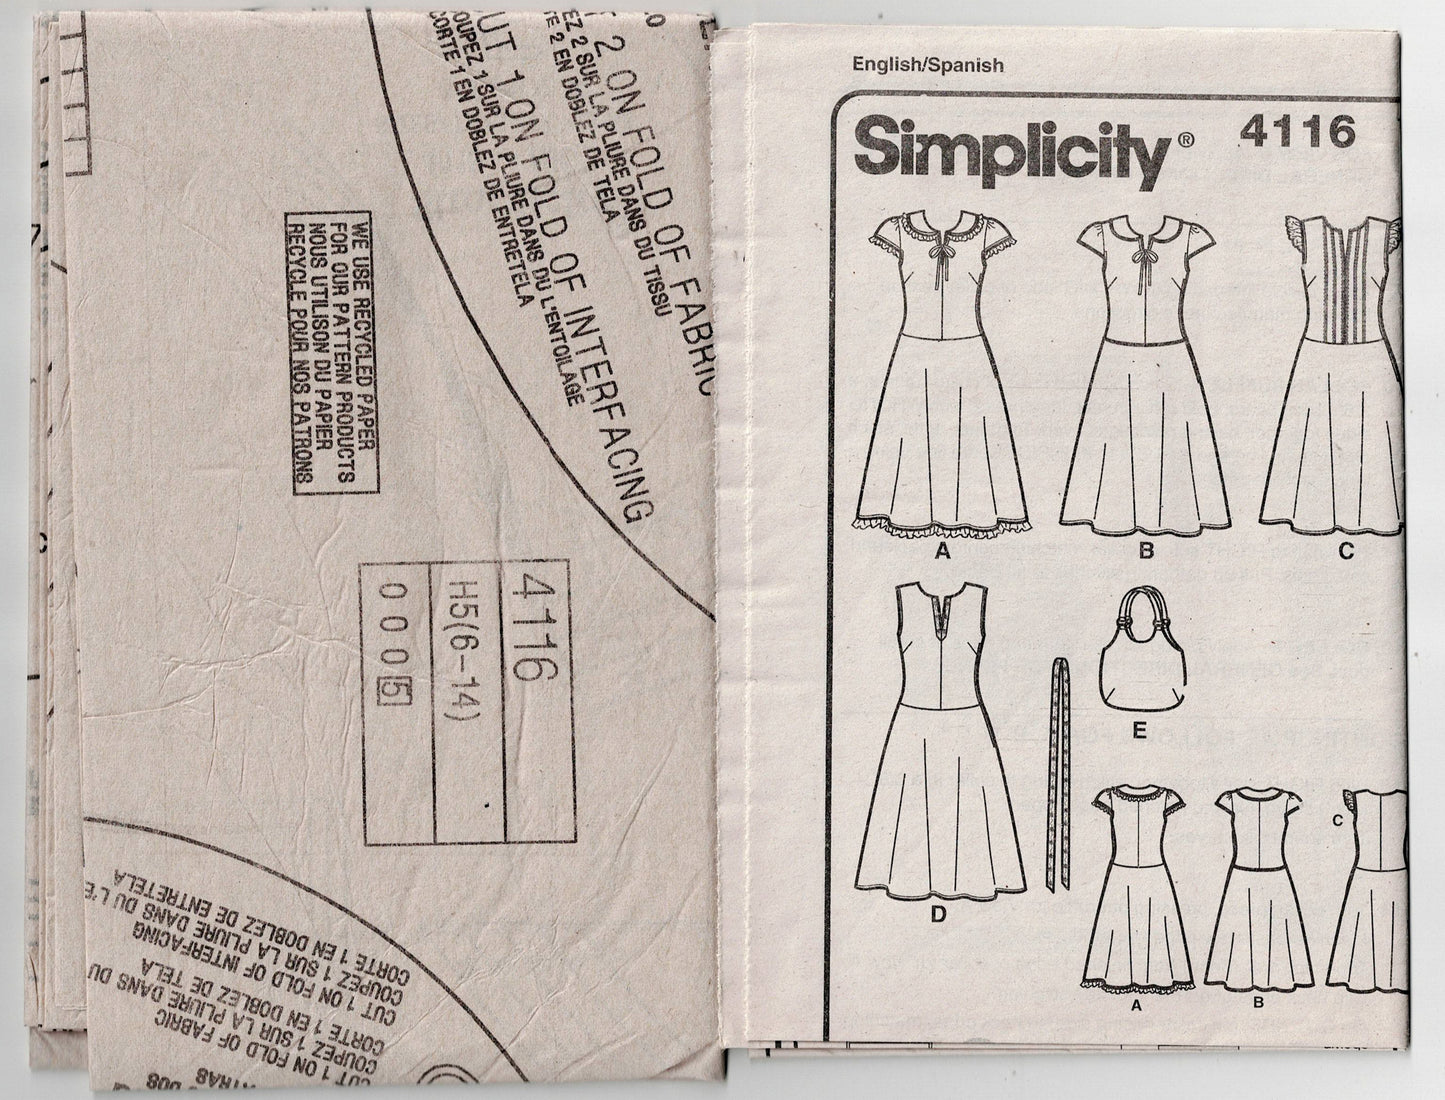 CUT 1 ON FOLD OF INTERFACING
COUPEZ 1 SUR LA PLIURE DANS DU L'ENTOILAGE
CORTE 1 EN DOBLEZ DE ENTRETELA
2 ON FOLD OF FABRIC
EZ 2 SUR LA PLIURE DANS DU TISSU
TE 2 EN DOBLEZ DE TELA
WE USE RECYCLED PAPER
FOR OUR PATTERN PRODUCTS
NOUS UTILISON DU PAPIER
RECYCLE POUR NOS PATRONS
4116
H5(6-14)
0 0 0 5
CORTE 1 EN DOBLEZ DE ENTRETELA
COUPEZ 1 SUR LA PLIURE DANS DU L'E
CUT 1 ON FOLD OF INTERFACING
CORTE 1 EN DOBLEZ DE TELA
COUPEZ 1 SUR LA PLIURE DANS DU
CUT 1 ON FOLD OF FABRIC
English/Spanish
Simplicity® 4116
A B C
D E
C
A B